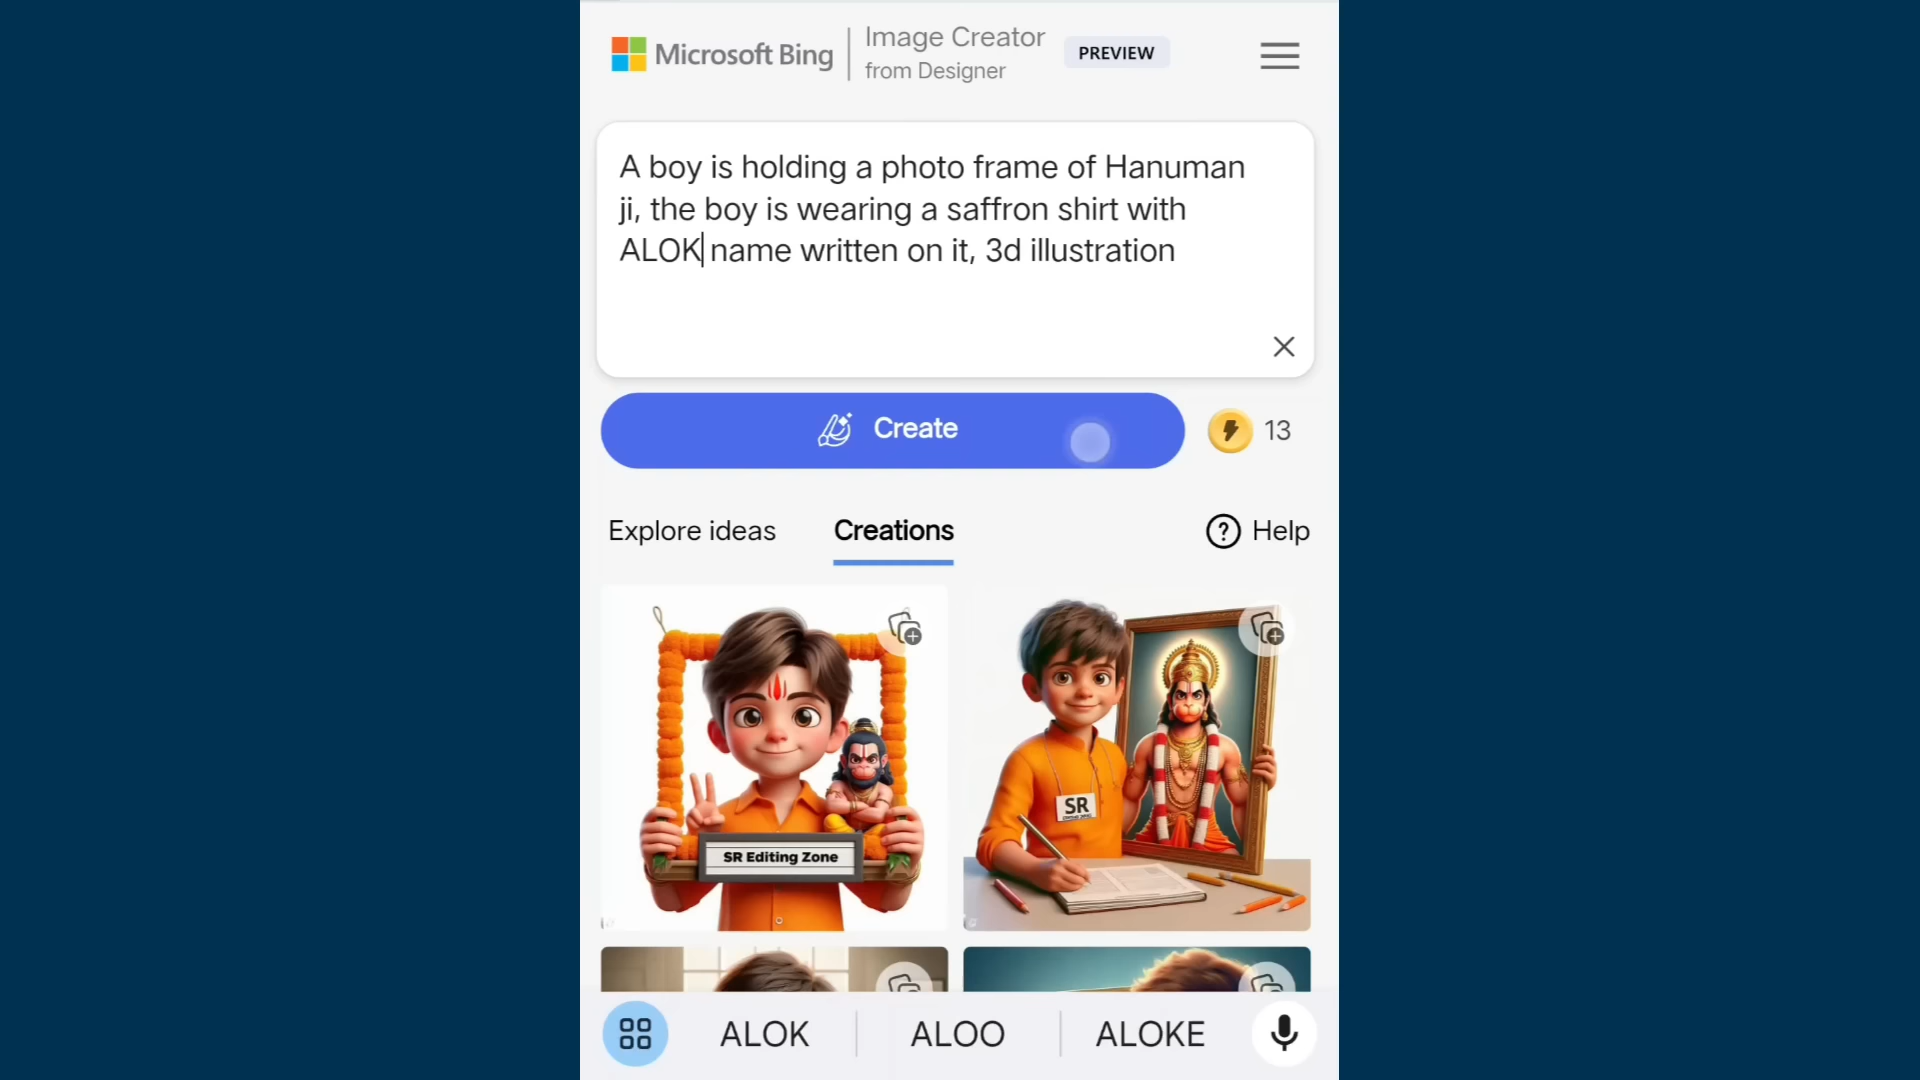 Microsoft Bing
Image Creator
from Designer
PREVIEW
A boy is holding a photo frame of Hanuman
ji, the boy is wearing a saffron shirt with
ALOK name written on it, 3d illustration
Create
13
Explore ideas
Creations
Help
SR Editing Zone
SR
ALOK
ALOO
ALOKE